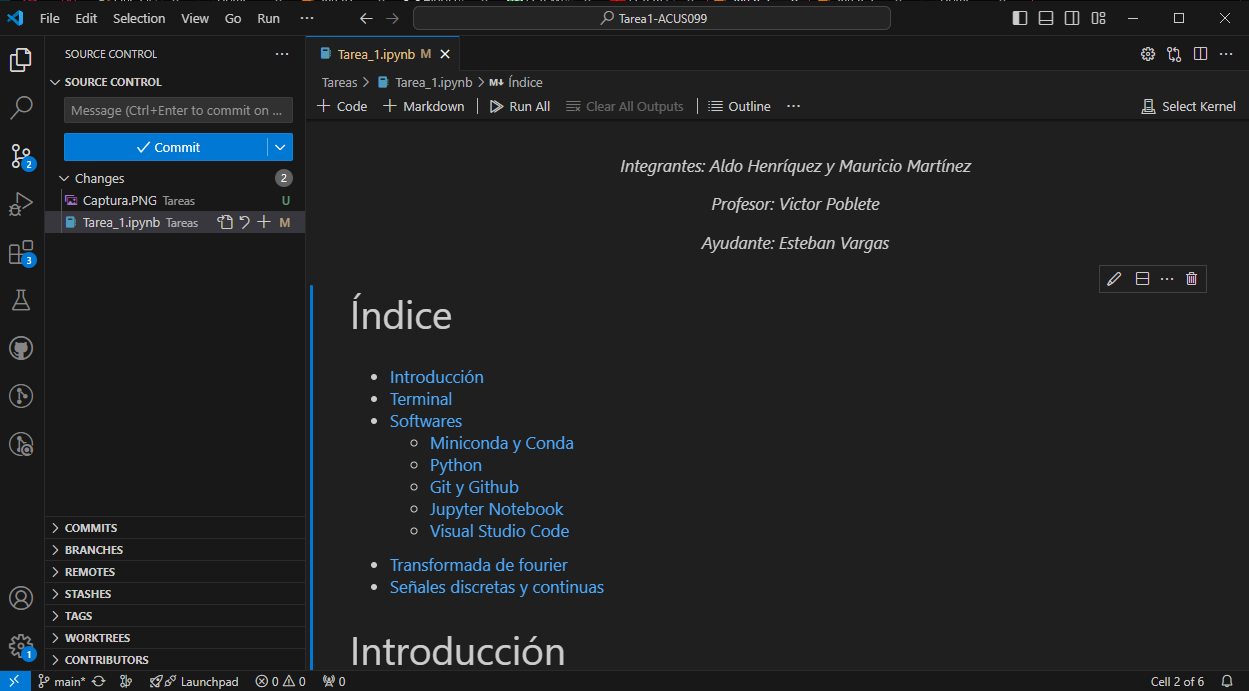 File Edit Selection View Go Run ··· Tarea1-ACUS099
SOURCE CONTROL ···
SOURCE CONTROL
Message (Ctrl+Enter to commit on ...
Commit
Changes 2
Captura.PNG Tareas U
Tarea_1.ipynb Tareas M
2
3
COMMITS
BRANCHES
REMOTES
STASHES
TAGS
WORKTREES
CONTRIBUTORS
1
Tarea_1.ipynb M
Tareas > Tarea_1.ipynb > M↓ Índice
Code Markdown Run All Clear All Outputs Outline ··· Select Kernel
Integrantes: Aldo Henríquez y Mauricio Martínez
Profesor: Victor Poblete
Ayudante: Esteban Vargas
Índice
Introducción
Terminal
Softwares
Miniconda y Conda
Python
Git y Github
Jupyter Notebook
Visual Studio Code
Transformada de fourier
Señales discretas y continuas
Introducción
main* Launchpad 0 0 0 Cell 2 of 6